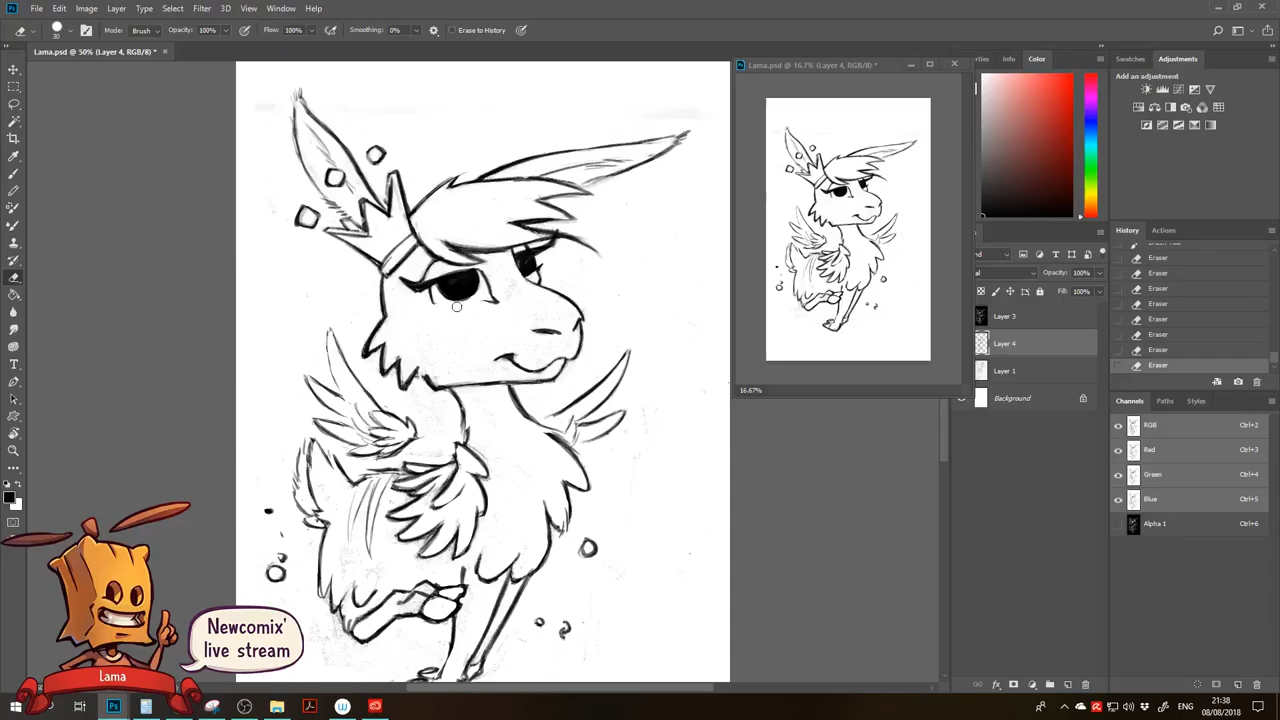 File Edit Image Layer Type Select Filter 3D View Window Help
30 Mode: Brush Opacity: 100% Flow: 100% Smoothing: 0% Erase to History
Lama.psd @ 50% (Layer 4, RGB/8) *
Lama.psd @ 16.7% (Layer 4, RGB/8) *
16.67%
Info Color
Swatches Adjustments
Add an adjustment
History Actions
Eraser
Eraser
Eraser
Eraser
Eraser
Eraser
Eraser
Eraser
Opacity: 100%
Fill: 100%
Layer 3
Layer 4
Layer 1
Background
Channels Paths Styles
RGB Ctrl+2
Red Ctrl+3
Green Ctrl+4
Blue Ctrl+5
Alpha 1 Ctrl+6
Newcomix'
live stream
Lama
ENG
21:38
08/08/2018